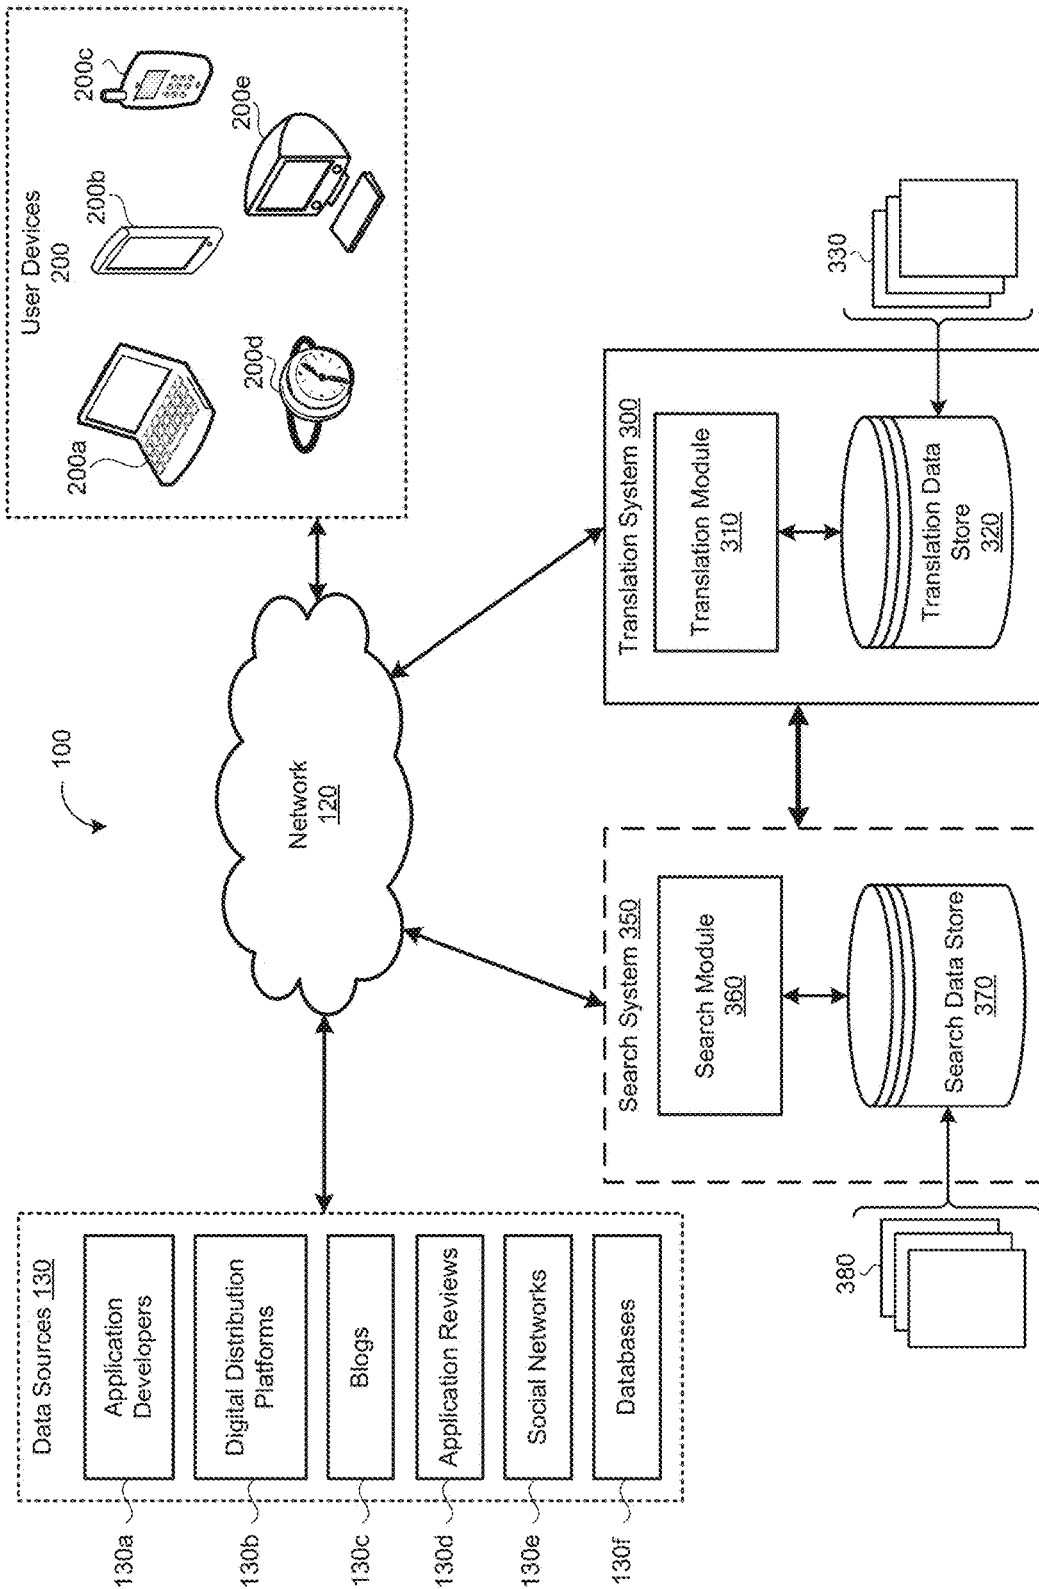 100
Data Sources 130
130a
Application
Developers
130b
Digital Distribution
Platforms
130c
Blogs
130d
Application Reviews
130e
Social Networks
130f
Databases
Network
120
User Devices
200
200a
200b
200c
200d
200e
Search System 350
Search Module
360
Search Data Store
370
380
Translation System 300
Translation Module
310
Translation Data
Store
320
330